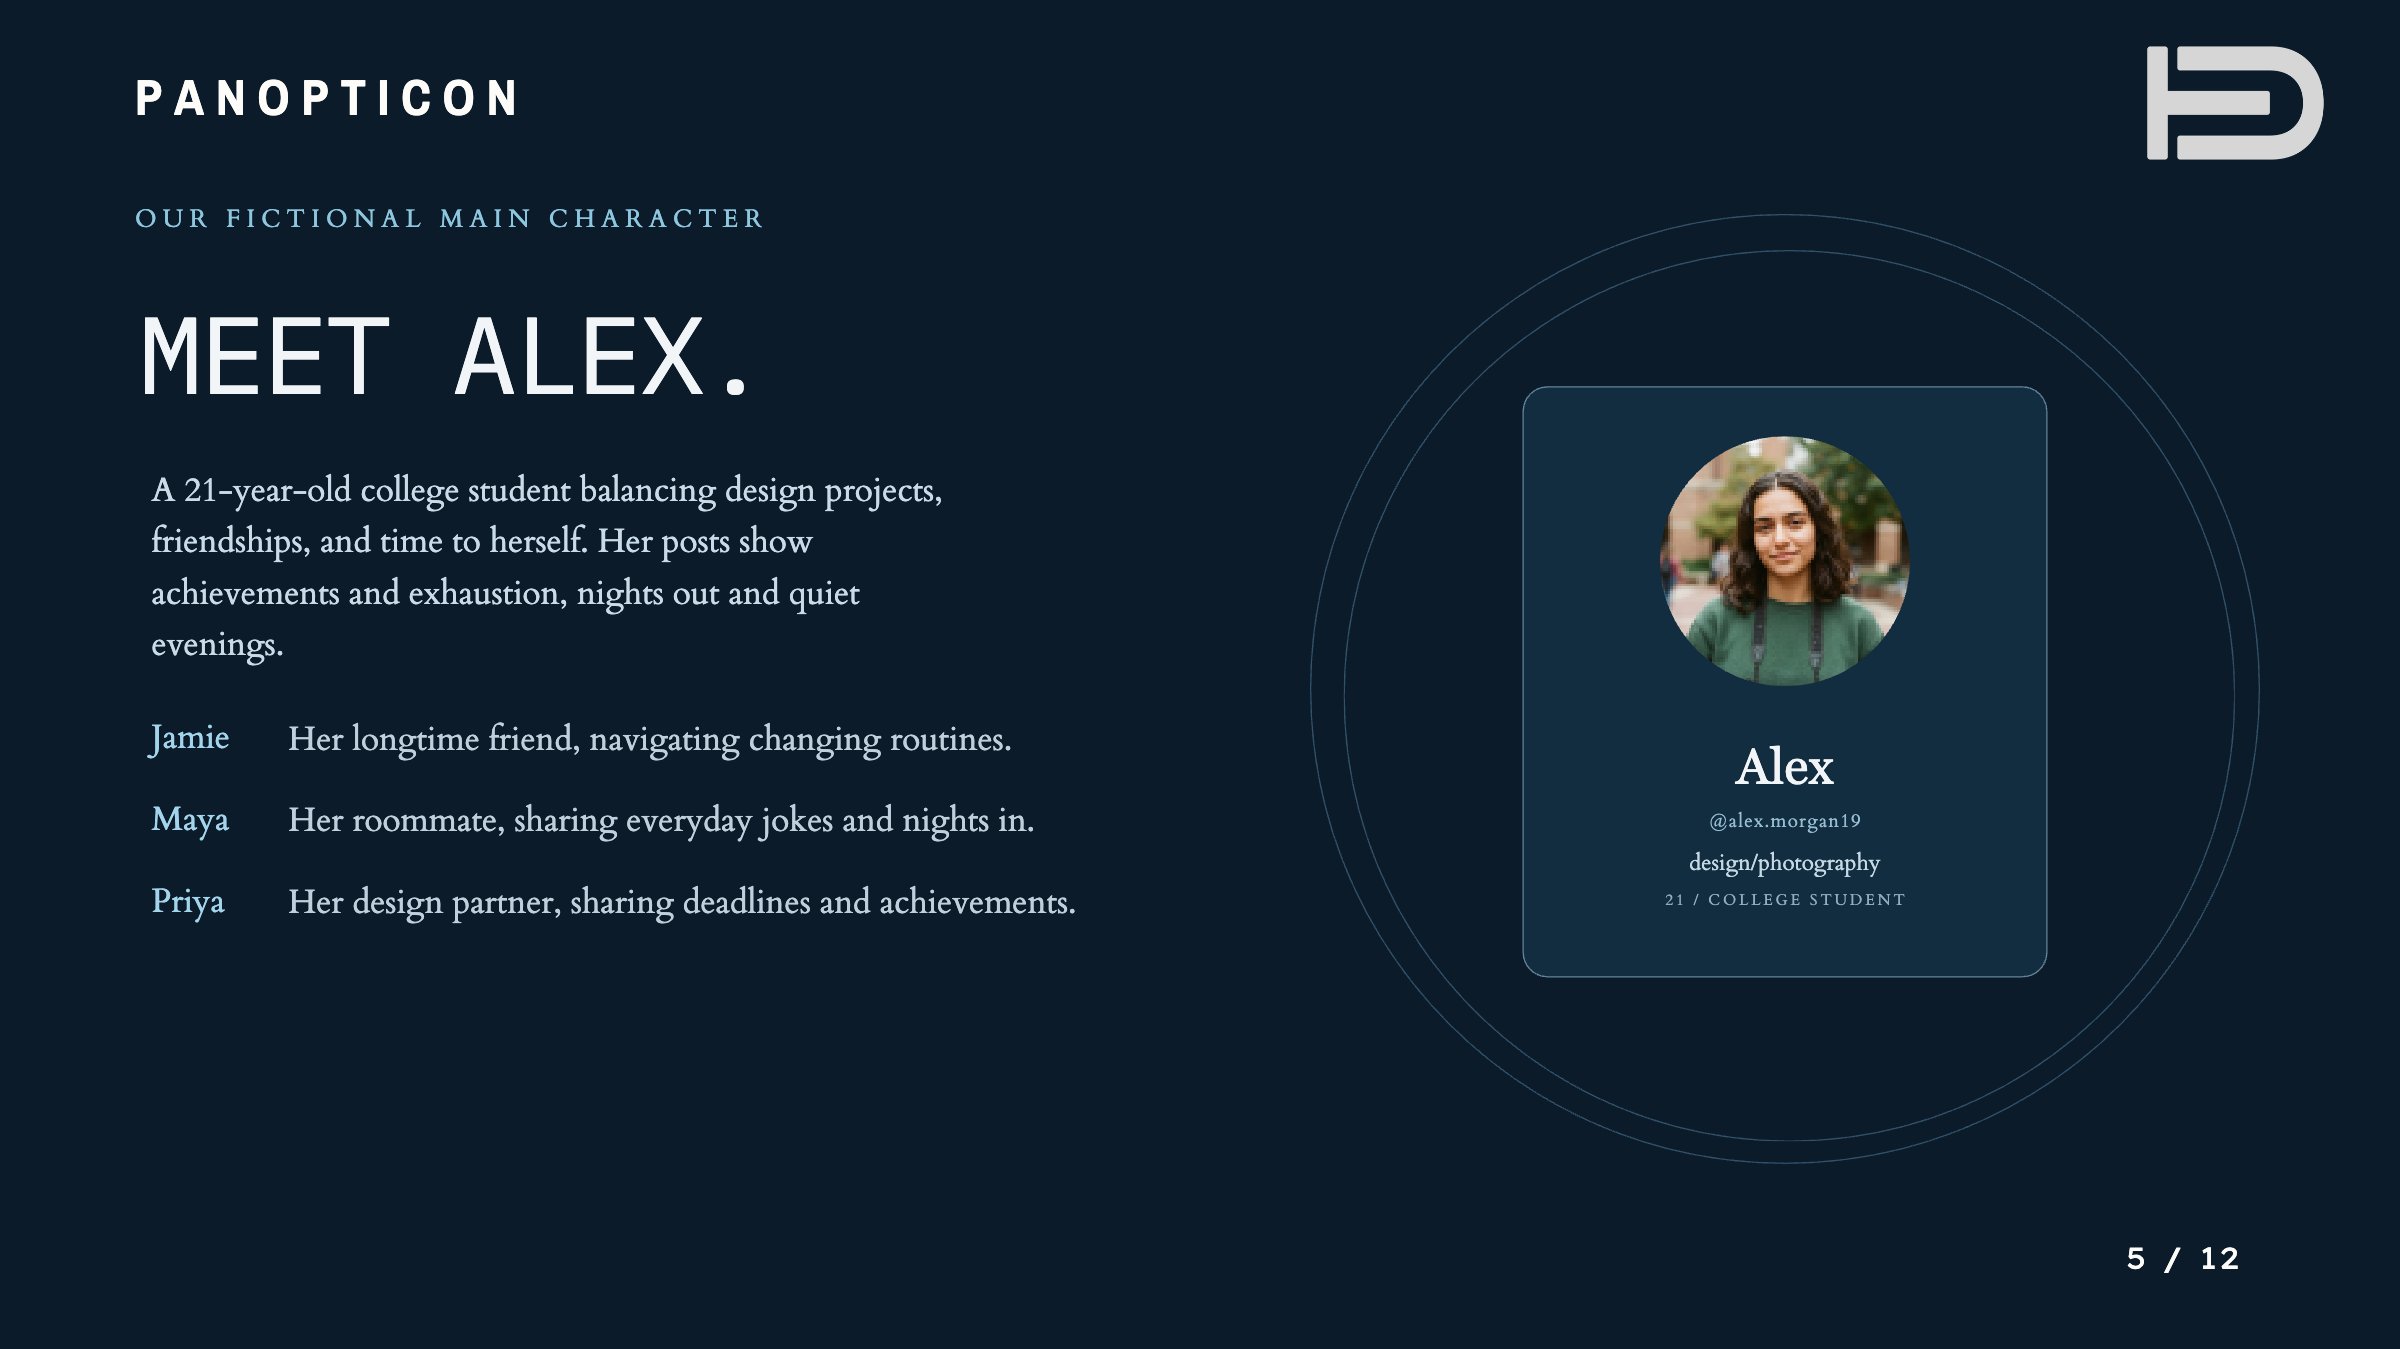 PANOPTICON
OUR FICTIONAL MAIN CHARACTER
MEET ALEX.
A 21-year-old college student balancing design projects,
friendships, and time to herself. Her posts show
achievements and exhaustion, nights out and quiet
evenings.
Jamie Her longtime friend, navigating changing routines.
Maya Her roommate, sharing everyday jokes and nights in.
Priya Her design partner, sharing deadlines and achievements.
Alex
@alex.morgan19
design/photography
21 / COLLEGE STUDENT
5 / 12